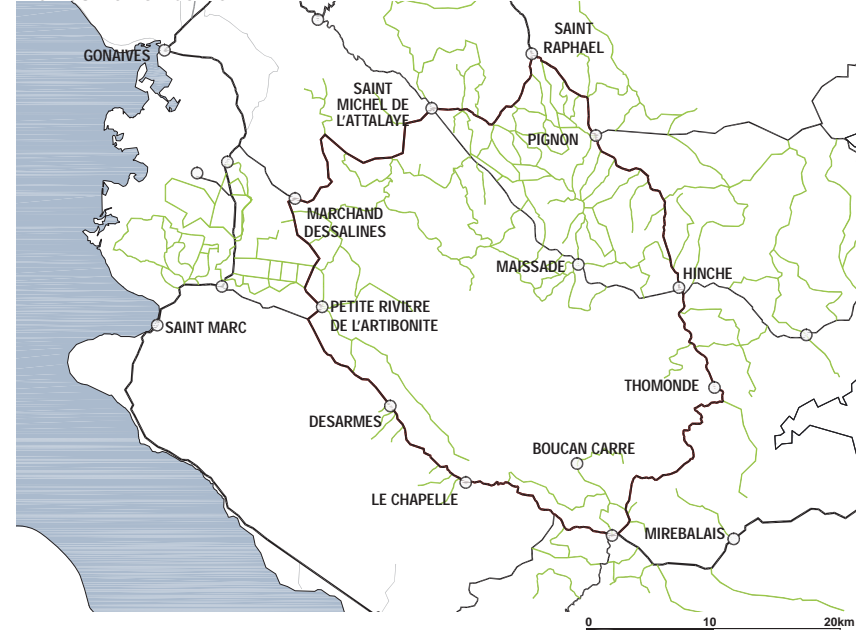 SAINT
RAPHAEL
GONAIVES
SAINT
MICHEL DE
L'ATTALAYE
PIGNON
MARCHAND
DESSALINES
MAISSADE
HINCHE
PETITE RIVIERE
DE L'ARTIBONITE
SAINT MARC
THOMONDE
DESARMES
BOUCAN CARRE
LE CHAPELLE
MIREBALAIS
0 10 20km